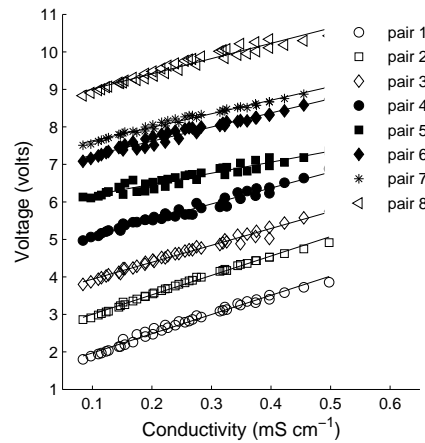 11
10
9
8
7
6
5
4
3
2
1
0.1 0.2 0.3 0.4 0.5 0.6
Voltage (volts)
Conductivity (mS cm⁻¹)
pair 1
pair 2
pair 3
pair 4
pair 5
pair 6
pair 7
pair 8